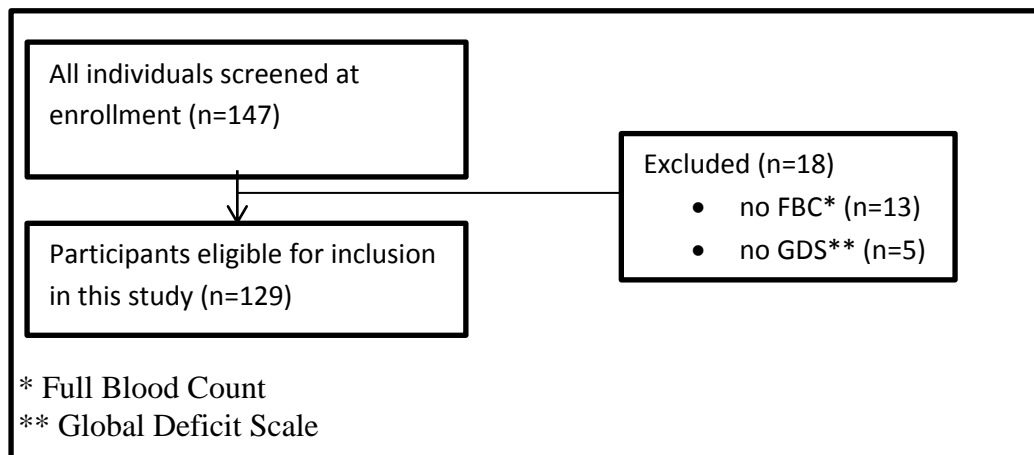 All individuals screened at
enrollment (n=147)
Excluded (n=18)
• no FBC* (n=13)
• no GDS** (n=5)
Participants eligible for inclusion
in this study (n=129)
* Full Blood Count
** Global Deficit Scale